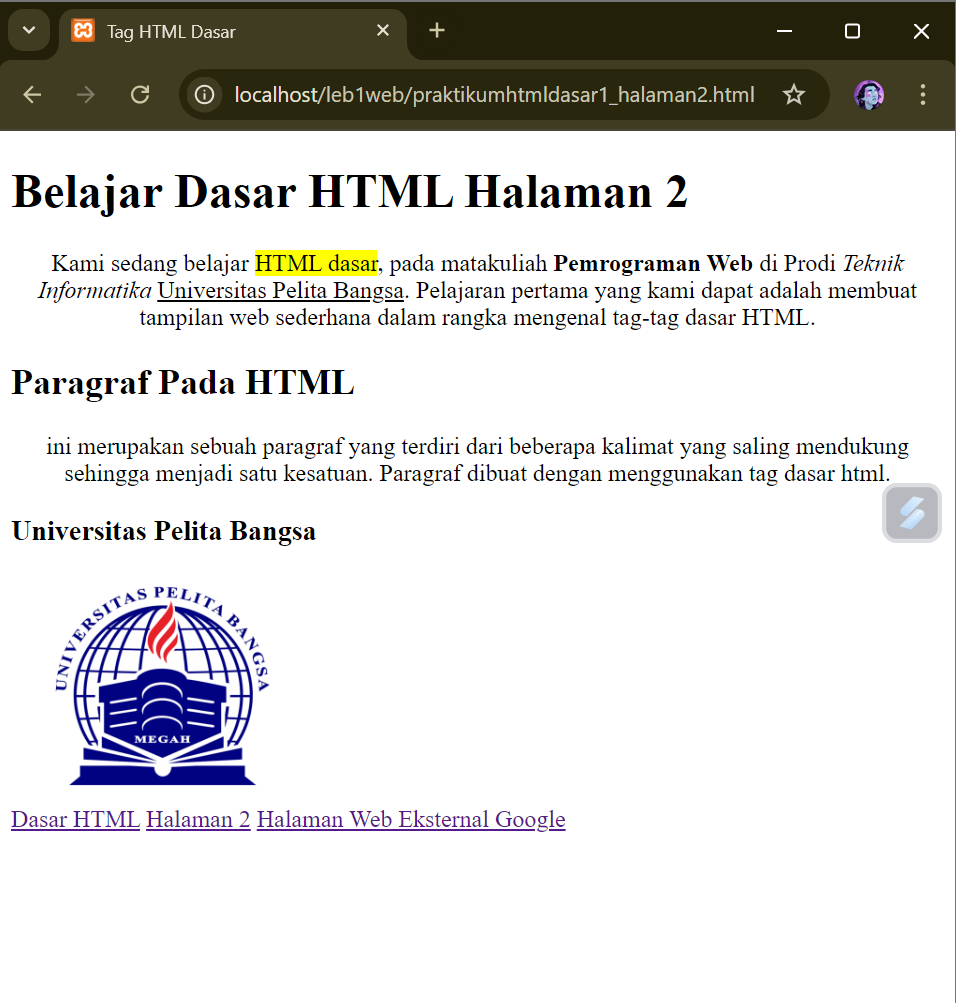 Tag HTML Dasar
localhost/leb1web/praktikumhtmldasar1_halaman2.html
Belajar Dasar HTML Halaman 2
Kami sedang belajar HTML dasar, pada matakuliah Pemrograman Web di Prodi Teknik
Informatika Universitas Pelita Bangsa. Pelajaran pertama yang kami dapat adalah membuat
tampilan web sederhana dalam rangka mengenal tag-tag dasar HTML.
Paragraf Pada HTML
ini merupakan sebuah paragraf yang terdiri dari beberapa kalimat yang saling mendukung
sehingga menjadi satu kesatuan. Paragraf dibuat dengan menggunakan tag dasar html.
Universitas Pelita Bangsa
UNIVERSITAS PELITA BANGSA
MEGAH
Dasar HTML Halaman 2 Halaman Web Eksternal Google